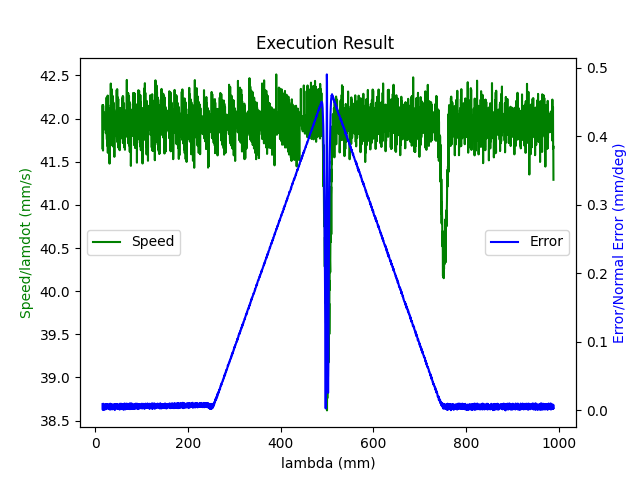 Execution Result
42.5
42.0
41.5
41.0
40.5
40.0
39.5
39.0
38.5
Speed/lamdot (mm/s)
Speed
Error
0.5
0.4
0.3
0.2
0.1
0.0
Error/Normal Error (mm/deg)
0 200 400 600 800 1000
lambda (mm)